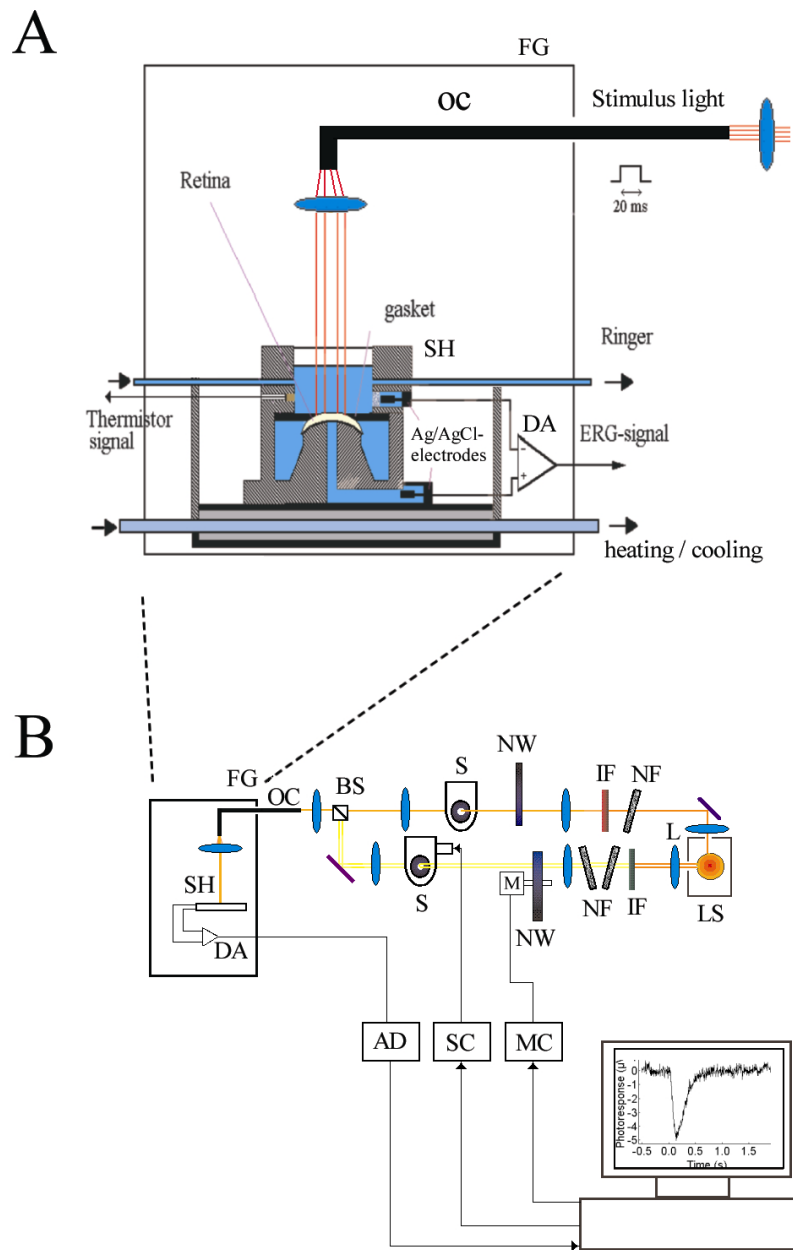 A
FG
OC
Stimulus light
20 ms
Retina
gasket
SH
Ringer
Thermistor
signal
Ag/AgCl-
electrodes
DA
ERG-signal
-
+
heating / cooling
B
FG
OC
BS
S
NW
IF
NF
L
SH
S
M
NW
NF
IF
LS
DA
AD
SC
MC
Photoresponse (μV
0
-1
-2
-3
-4
-5
-0.5
0.0
0.5
1.0
1.5
Time (s)